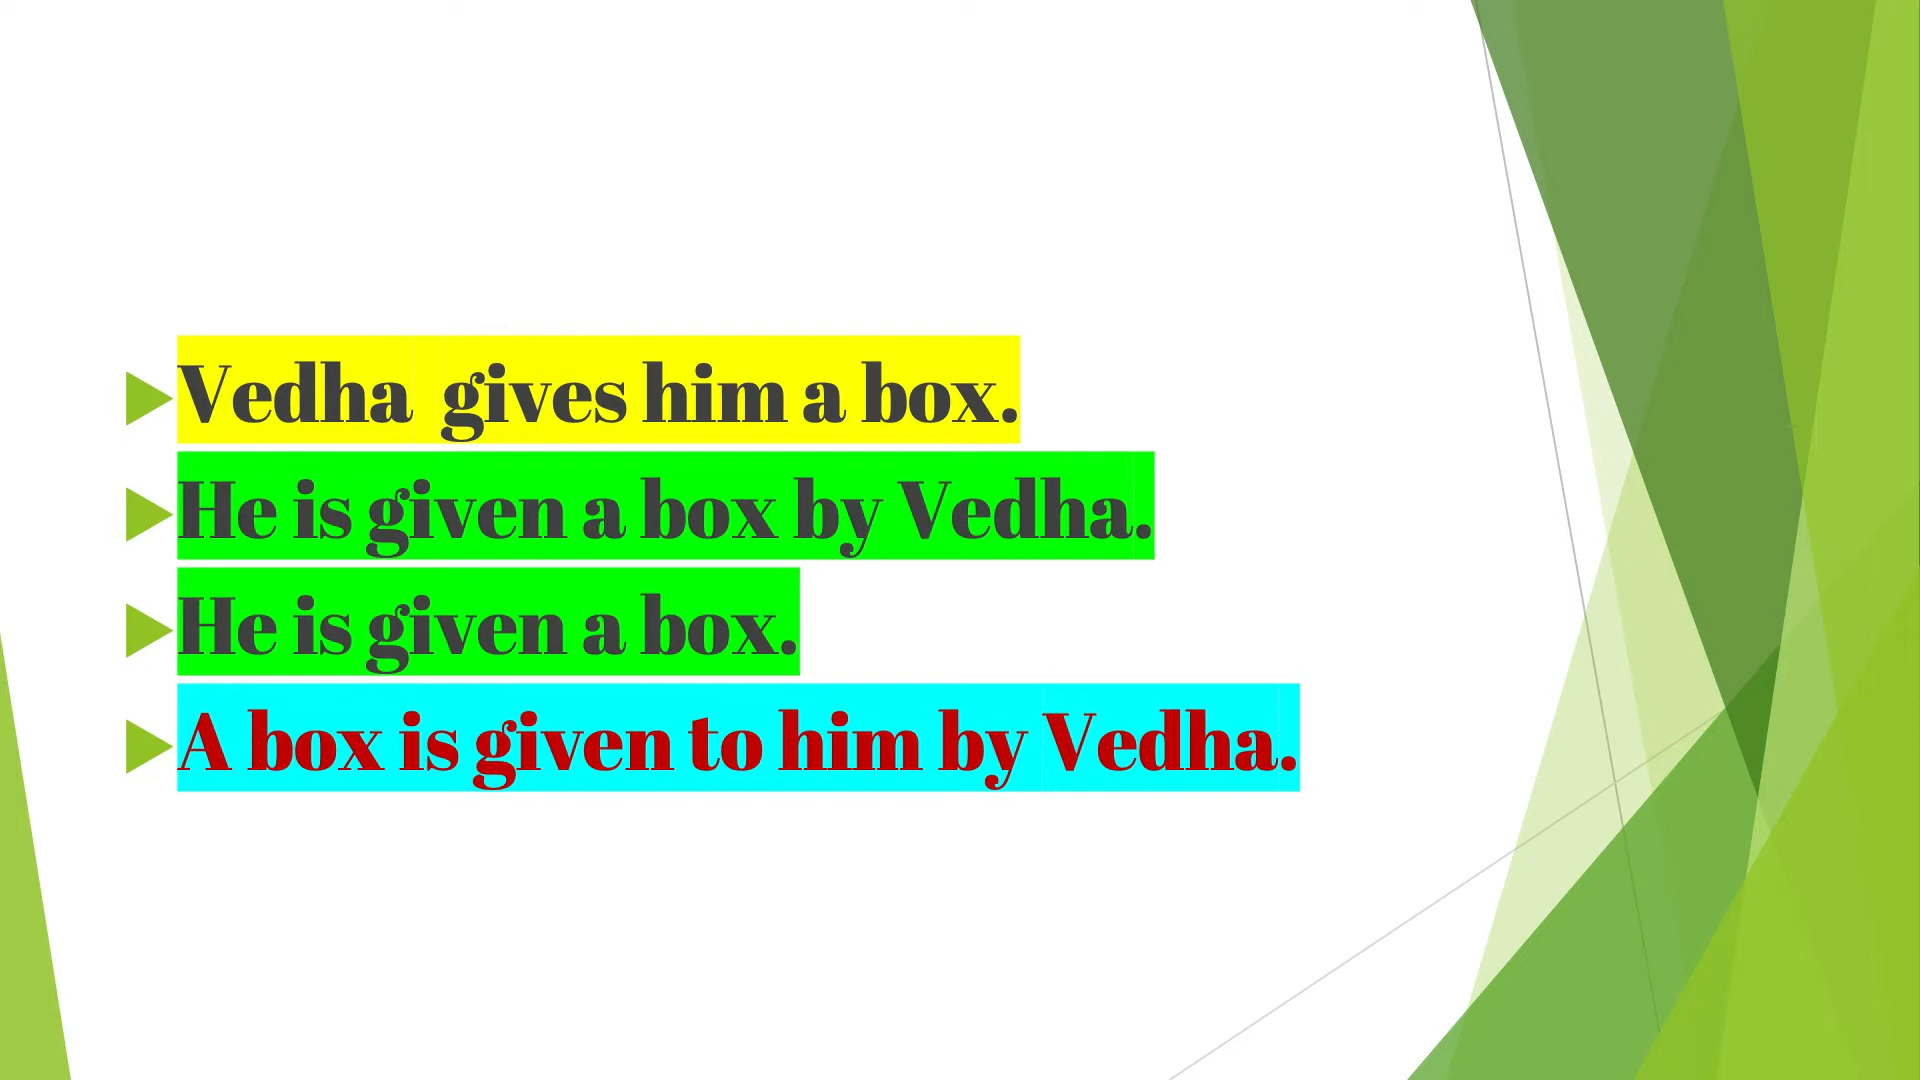 Vedha  gives him a box.
He is given a box by Vedha.
He is given a box.
A box is given to him by Vedha.